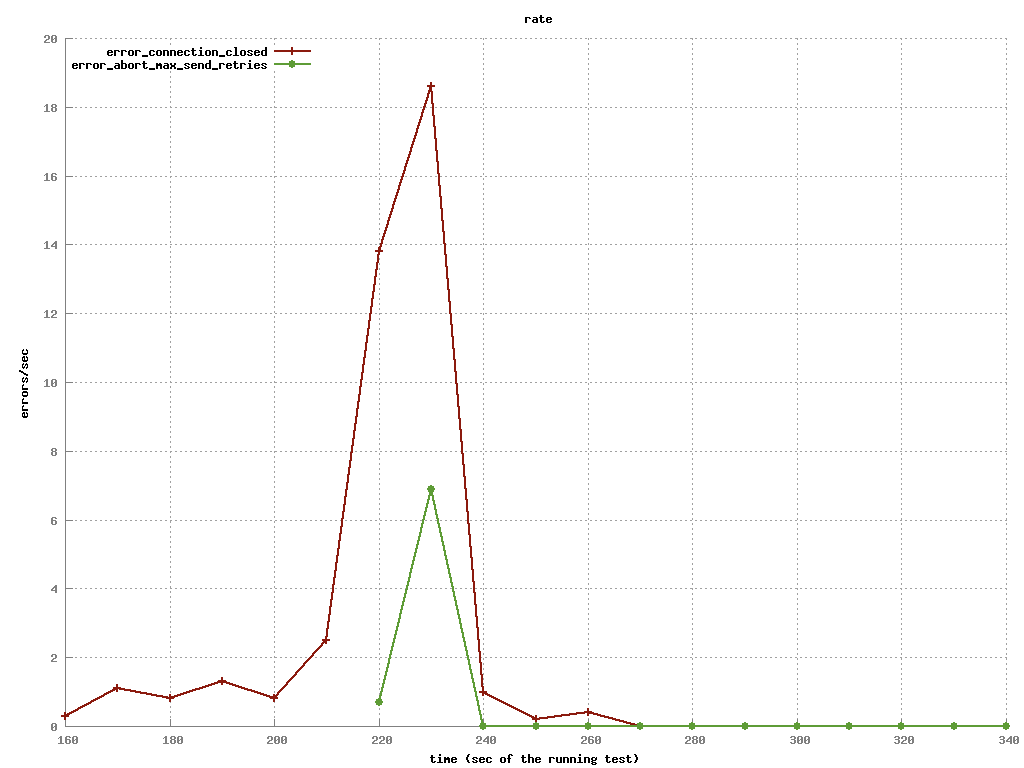 rate
error_connection_closed
error_abort_max_send_retries
20
18
16
14
12
10
8
6
4
2
0
errors/sec
160 180 200 220 240 260 280 300 320 340
time (sec of the running test)